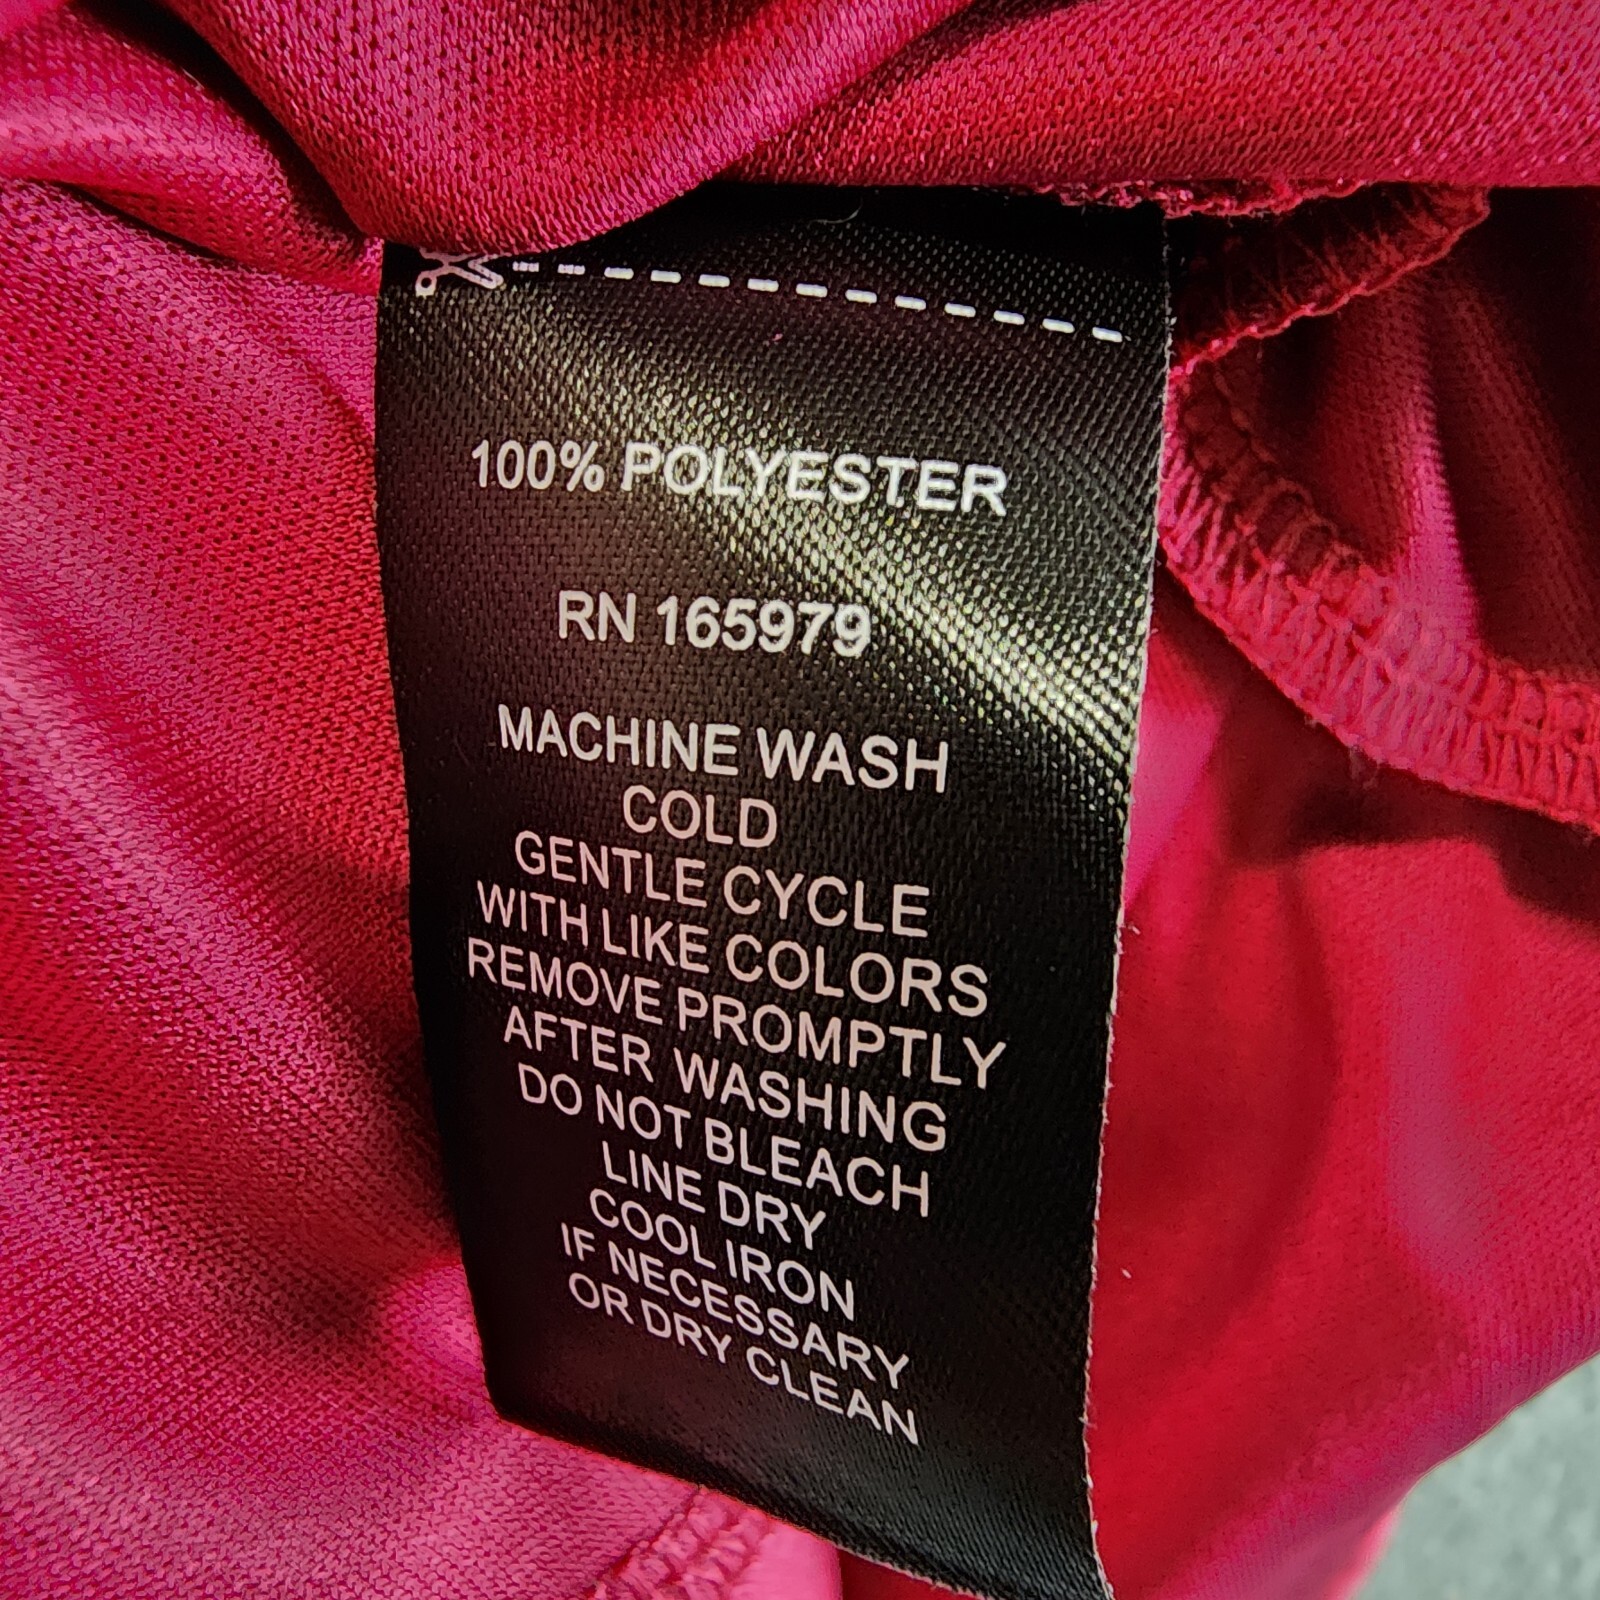 100% POLYESTER
RN 165979
MACHINE WASH
COLD
GENTLE CYCLE
WITH LIKE COLORS
REMOVE PROMPTLY
AFTER WASHING
DO NOT BLEACH
LINE DRY
COOL IRON
IF NECESSARY
OR DRY CLEAN